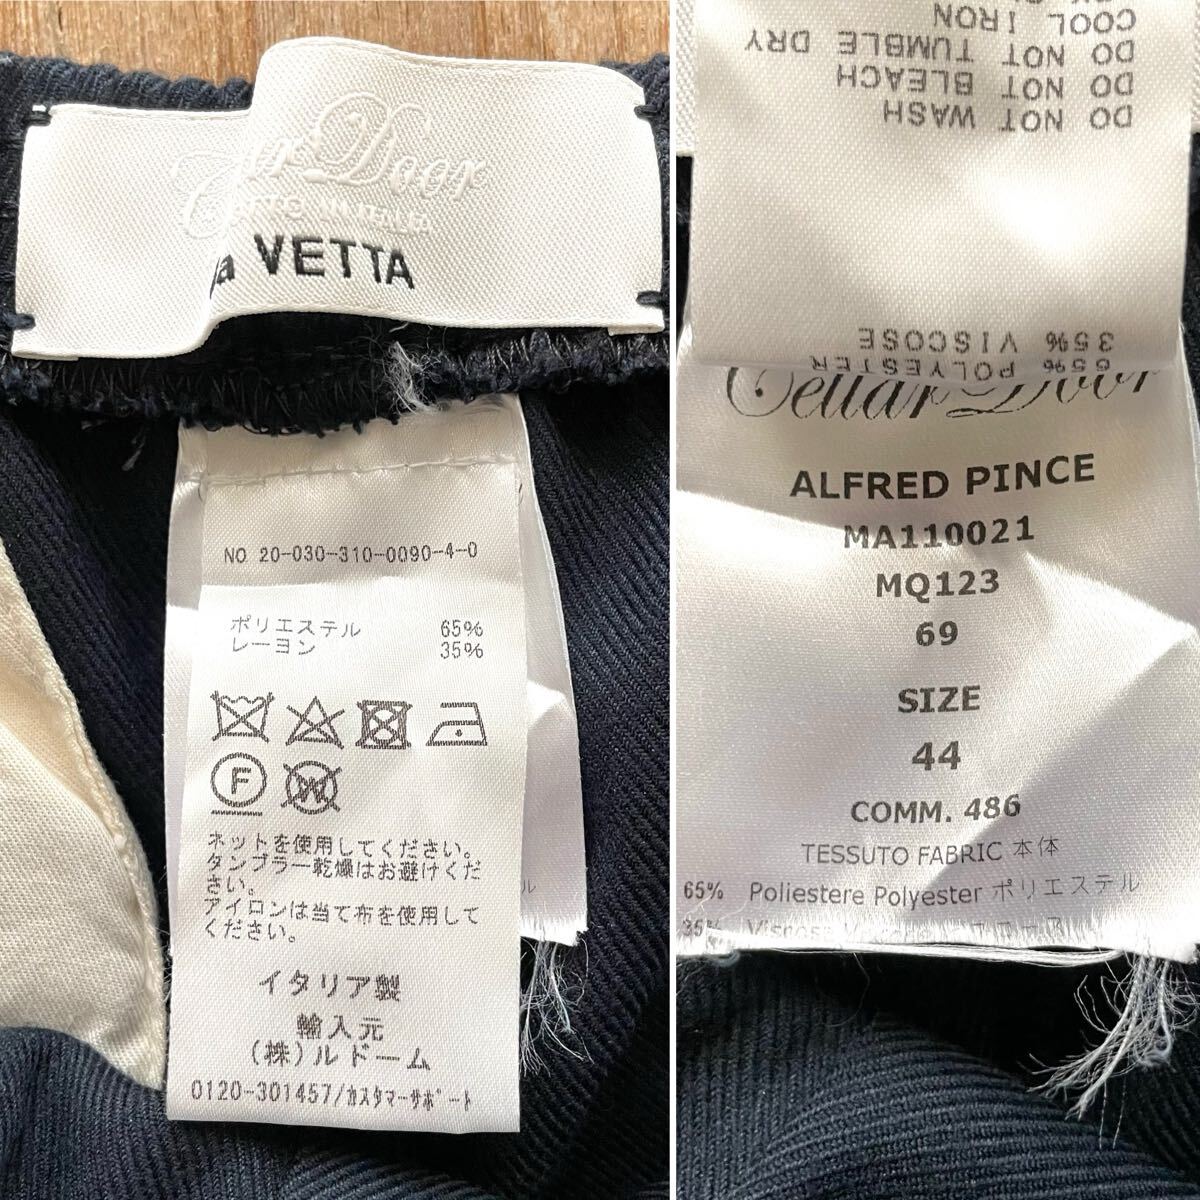 Door
a VETTA
NO 20-030-310-0090-4-0
ポリエステル 65%
レーヨン 35%
F
W
ネットを使用してください。
タンブラー乾燥はお避けくだ
さい。
アイロンは当て布を使用して
ください。
イタリア製
輸入元
(株)ルドーム
0120-301457/カスタマーサポート
ル
DO NOT WASH
DO NOT BLEACH
DO NOT TUMBLE DRY
COOL IRON
65% POLYESTER
35% VISCOSE
Cellar Door
ALFRED PINCE
MA110021
MQ123
69
SIZE
44
COMM. 486
TESSUTO FABRIC 本体
65% Poliestere Polyester ポリエステル
35% Viscosa